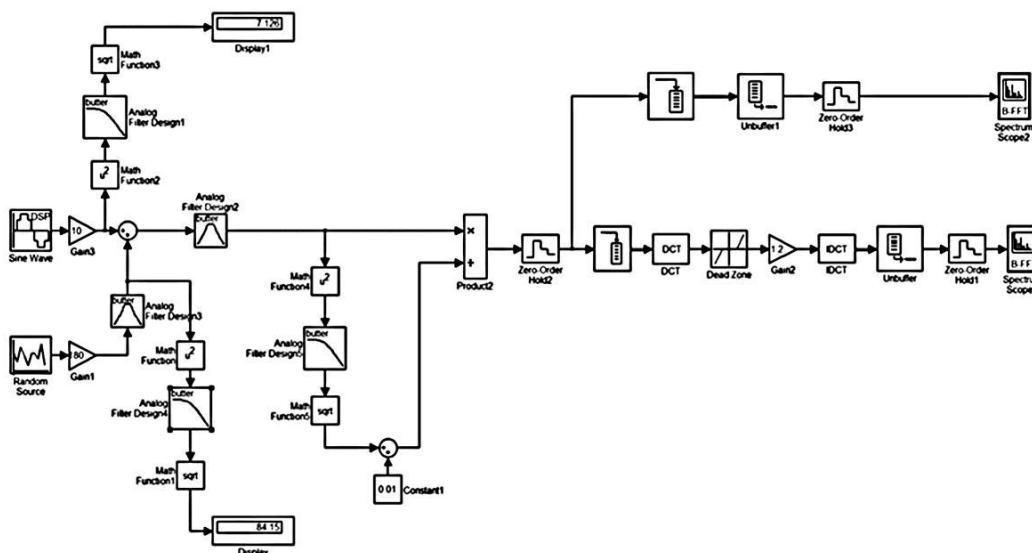 7.126
Display1
sqrt
Math
Function3
butter
Analog
Filter Design1
u²
Math
Function2
DSP
Sine Wave
10
Gain3
Analog
Filter Design2
butter
butter
Analog
Filter Design3
Random
Source
80
Gain1
Math
Function
u²
butter
Analog
Filter Design4
Math
Function1
sqrt
84.15
Display
Math
Function4
u²
butter
Analog
Filter Design5
Math
Function5
sqrt
0.01
Constant1
×
÷
Product2
Zero-Order
Hold2
Unbuffer1
Zero-Order
Hold3
B-FFT
Spectrum
Scope2
DCT
DCT
Dead Zone
1.2
Gain2
IDCT
IDCT
Unbuffer
Zero-Order
Hold1
B-FF
Spectru
Scope